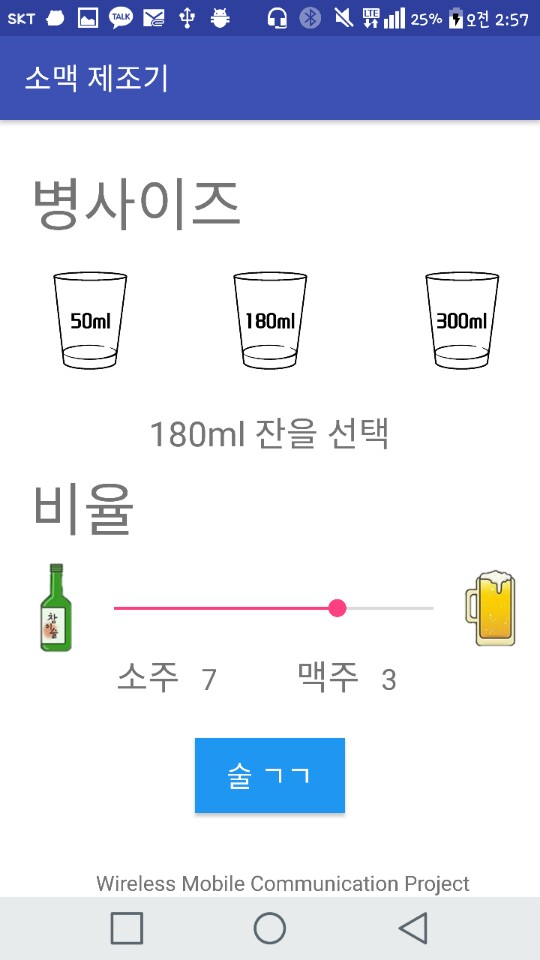 SKT TALK LTE 25% 오전 2:57
소맥 제조기
병사이즈
50ml 180ml 300ml
180ml 잔을 선택
비율
참이슬
소주 7 맥주 3
술 ㄱㄱ
Wireless Mobile Communication Project